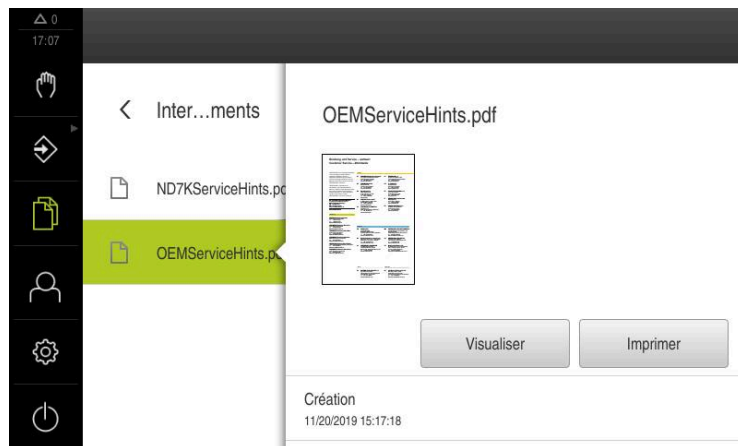 0
17:07
Inter…ments
ND7KServiceHints.pd
OEMServiceHints.p
OEMServiceHints.pdf
Visualiser
Imprimer
Création
11/20/2019 15:17:18